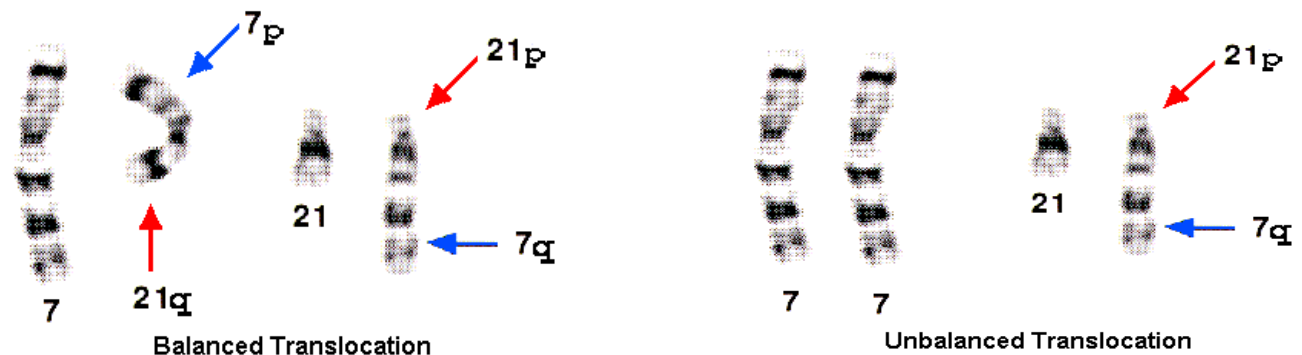 7p
21p
21p
21
21
7q
7q
21q
7
7
7
Balanced Translocation
Unbalanced Translocation